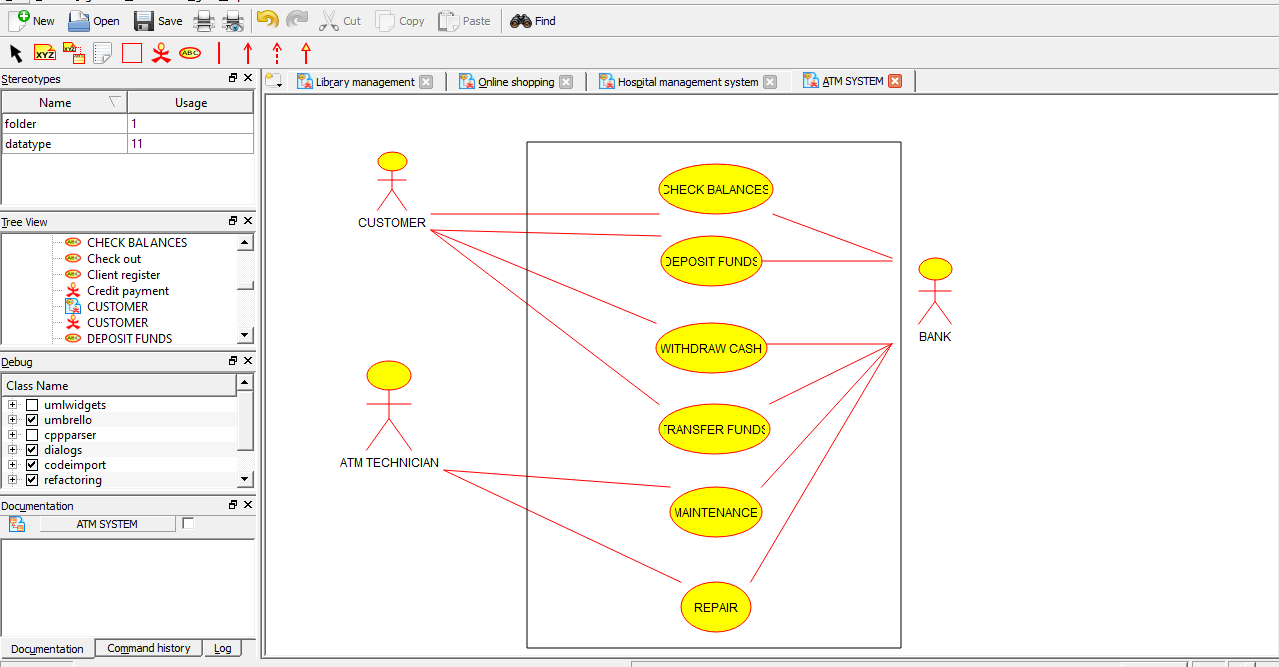 New Open Save Cut Copy Paste Find
XYZ XYZ ABC
Stereotypes
Library management Online shopping Hospital management system ATM SYSTEM
Name Usage
folder 1
datatype 11
Tree View
CHECK BALANCES
Check out
Client register
Credit payment
CUSTOMER
CUSTOMER
DEPOSIT FUNDS
Debug
Class Name
umlwidgets
umbrello
cppparser
dialogs
codeimport
refactoring
Documentation
ATM SYSTEM
Documentation Command history Log
CUSTOMER
ATM TECHNICIAN
CHECK BALANCES
DEPOSIT FUNDS
WITHDRAW CASH
TRANSFER FUNDS
MAINTENANCE
REPAIR
BANK